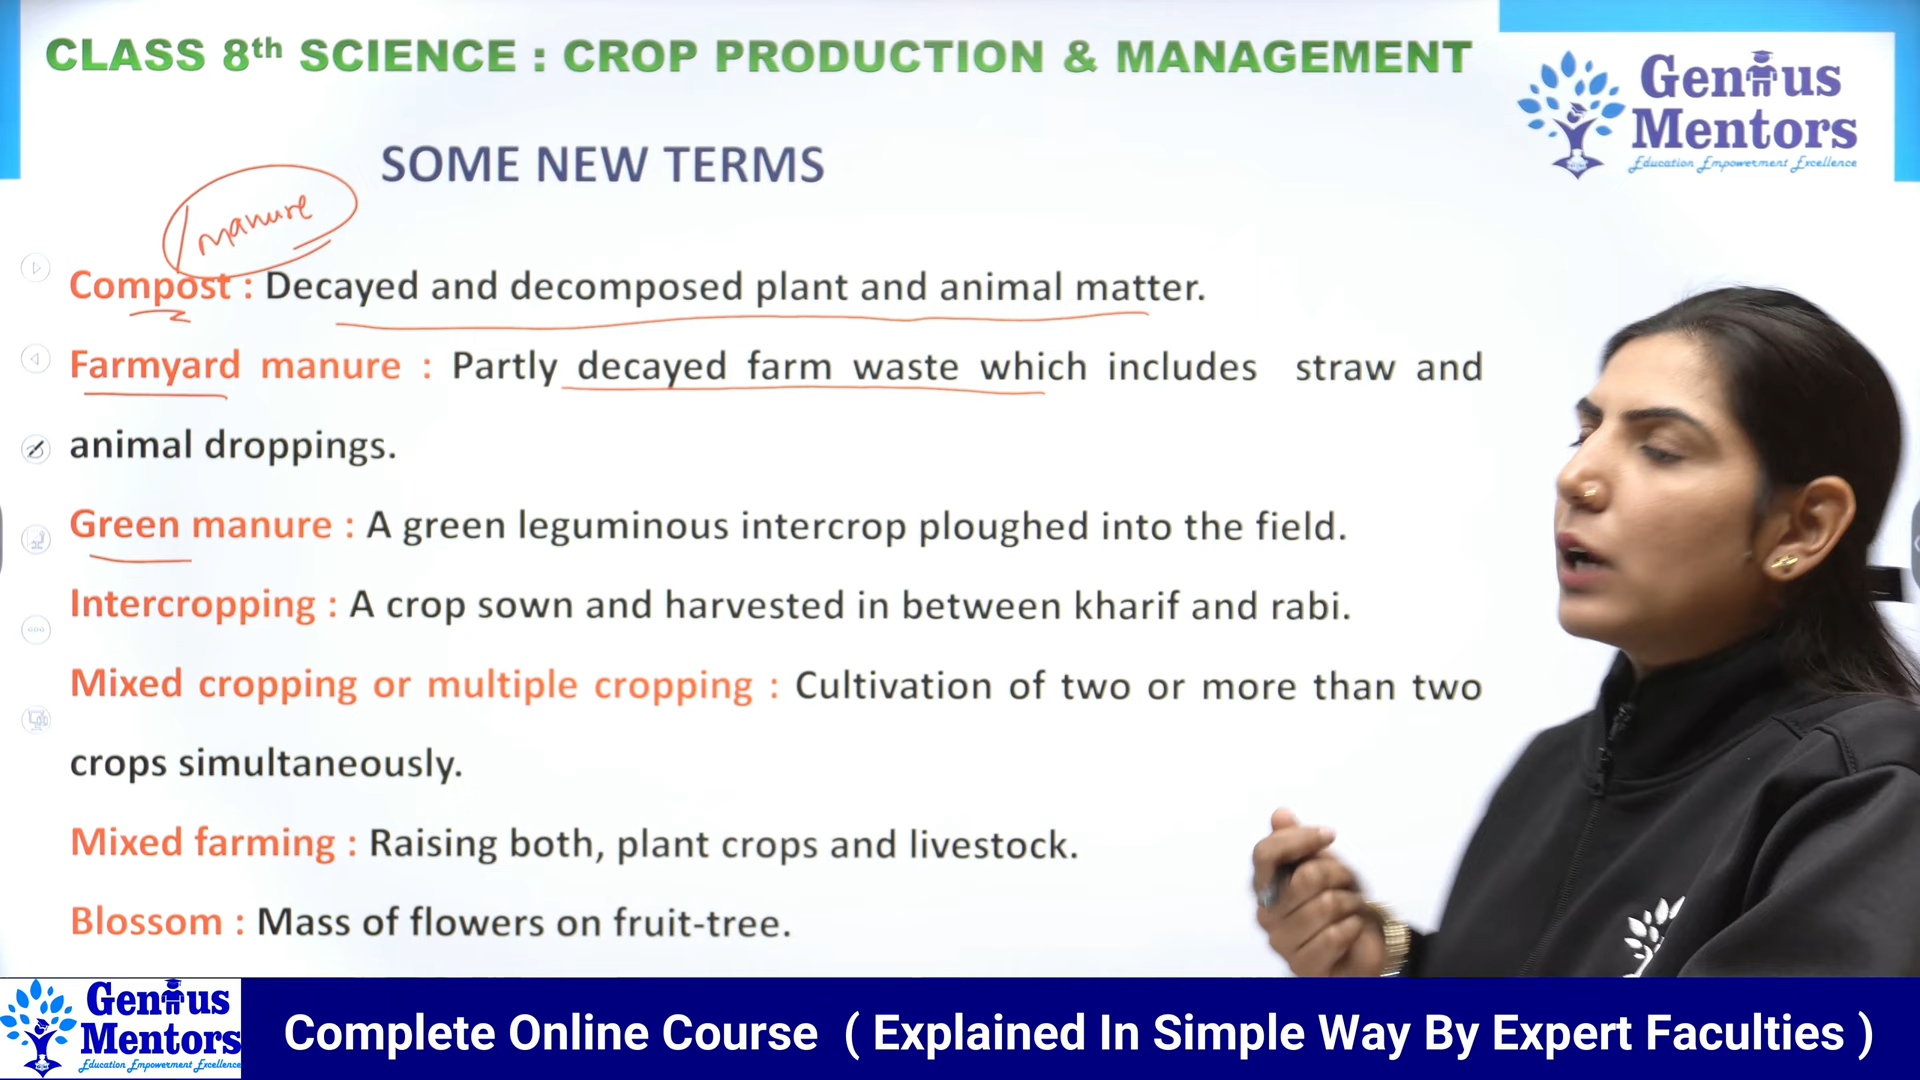 CLASS 8th SCIENCE : CROP PRODUCTION & MANAGEMENT
Genius
Mentors
Education Empowerment Excellence
SOME NEW TERMS
manure
Compost : Decayed and decomposed plant and animal matter.
Farmyard manure : Partly decayed farm waste which includes straw and
animal droppings.
Green manure : A green leguminous intercrop ploughed into the field.
Intercropping : A crop sown and harvested in between kharif and rabi.
Mixed cropping or multiple cropping : Cultivation of two or more than two
crops simultaneously.
Mixed farming : Raising both, plant crops and livestock.
Blossom : Mass of flowers on fruit-tree.
Genius
Mentors
Education Empowerment Excellence
Complete Online Course ( Explained In Simple Way By Expert Faculties )